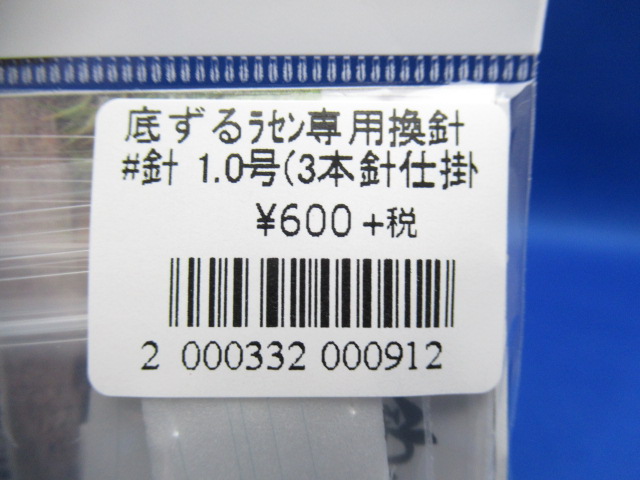 底ずるﾗｾﾝ専用換針
#針 1.0号(3本針仕掛
¥600+税
2 000332 000912